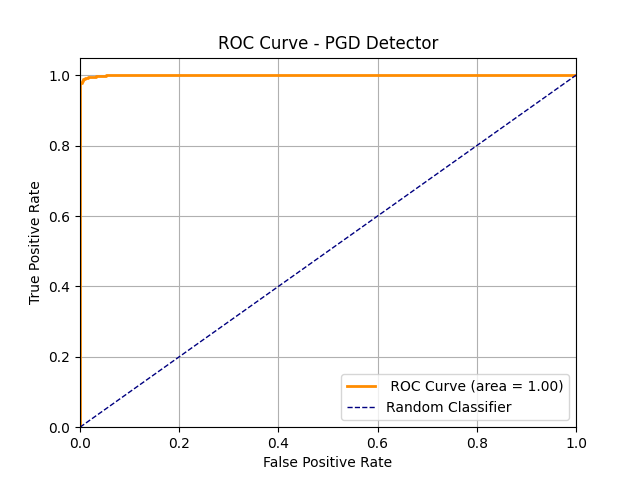 ROC Curve - PGD Detector
True Positive Rate
1.0
0.8
0.6
0.4
0.2
0.0
ROC Curve (area = 1.00)
Random Classifier
0.0 0.2 0.4 0.6 0.8 1.0
False Positive Rate